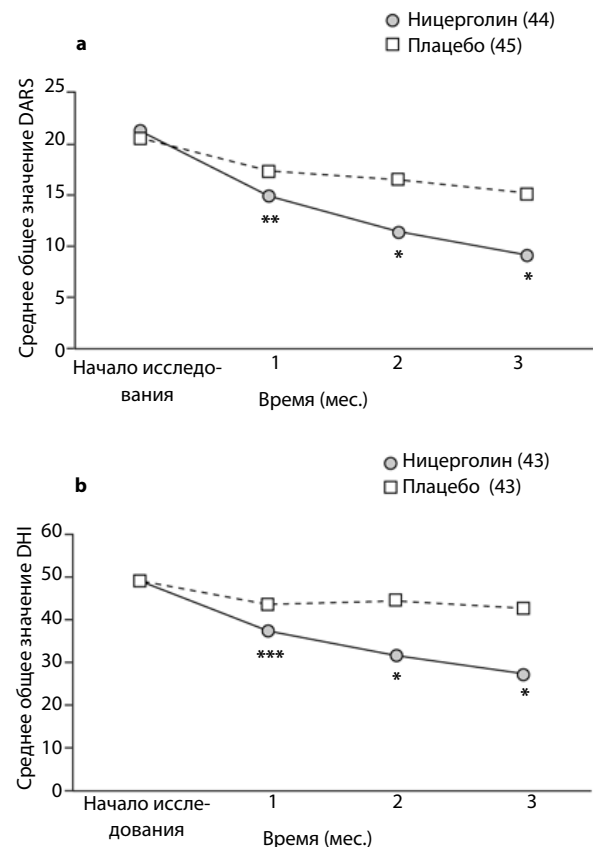 Ницерголин (44)
Плацебо (45)
a
Среднее общее значение DARS
25
20
15
10
5
0
**
*
*
Начало исследо-
вания
1
2
3
Время (мес.)
Ницерголин (43)
Плацебо (43)
b
Среднее общее значение DHI
60
50
40
30
20
10
0
***
*
*
Начало иссле-
дования
1
2
3
Время (мес.)